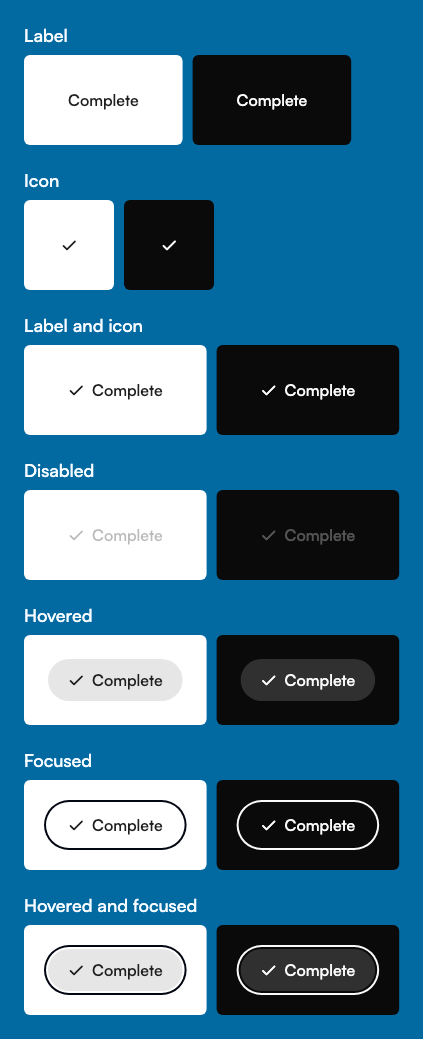 Label
Complete Complete
Icon
Label and icon
Complete Complete
Disabled
Complete Complete
Hovered
Complete Complete
Focused
Complete Complete
Hovered and focused
Complete Complete